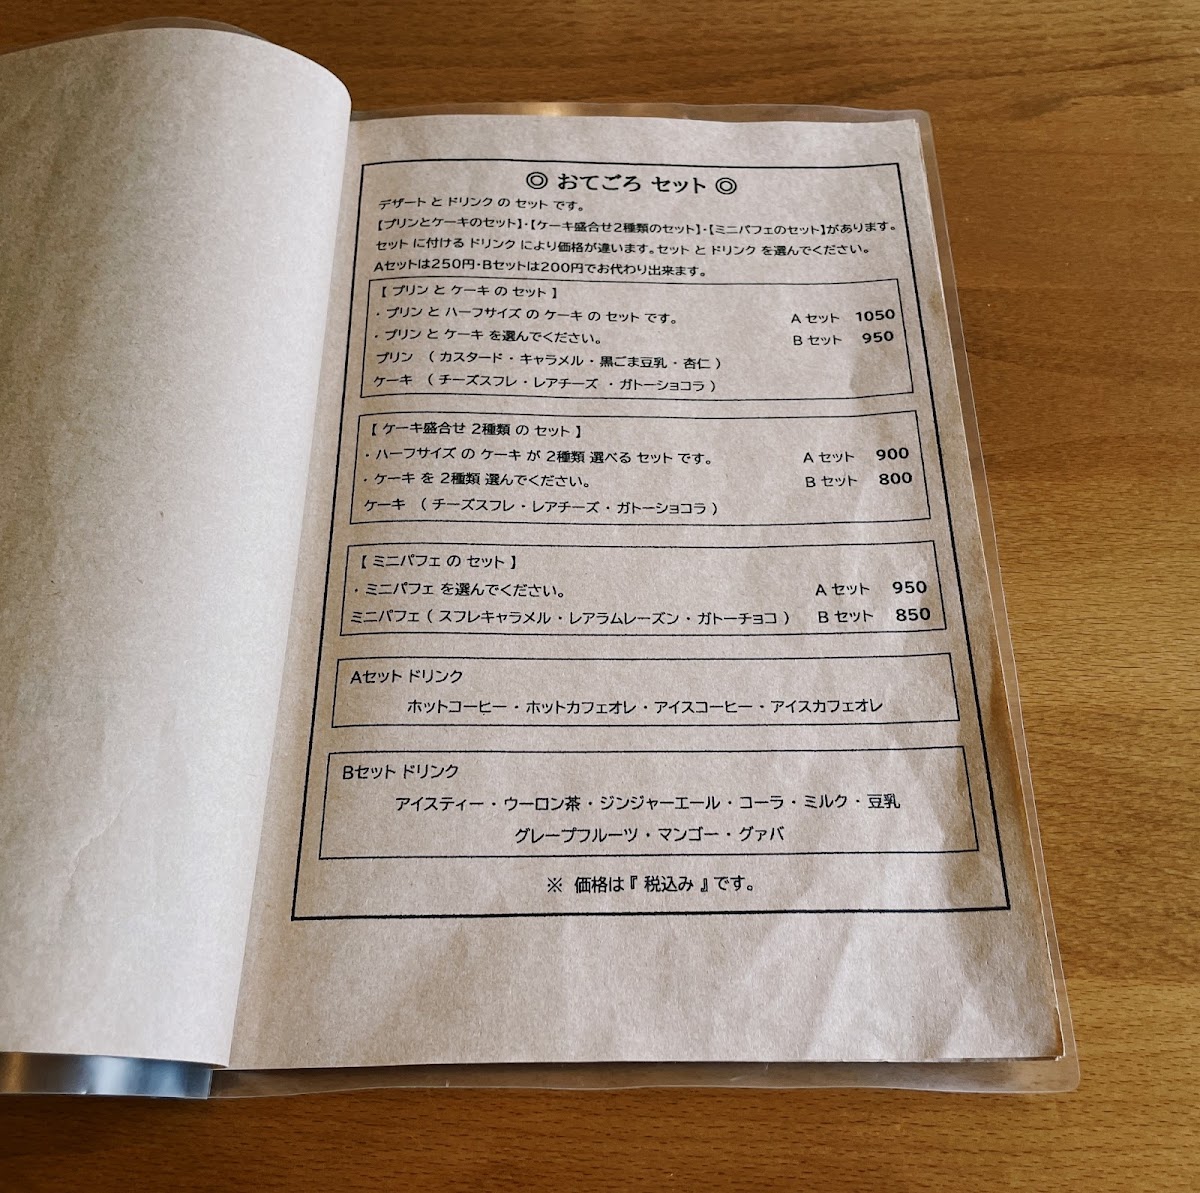 ◎ おてごろ セット ◎
デザート と ドリンク の セット です。
【プリンとケーキのセット】・【ケーキ盛合せ2種類のセット】・【ミニパフェのセット】があります。
セット に付ける ドリンク により価格が違います。セット と ドリンク を選んでください。
Aセットは250円・Bセットは200円でお代わり出来ます。
【 プリン と ケーキ の セット 】
・プリン と ハーフサイズ の ケーキ の セット です。 A セット 1050
・プリン と ケーキ を選んでください。 B セット 950
プリン （ カスタード・キャラメル・黒ごま豆乳・杏仁 ）
ケーキ （ チーズスフレ・レアチーズ ・ガトーショコラ ）
【 ケーキ盛合せ 2種類 の セット 】
・ハーフサイズ の ケーキ が 2種類 選べる セット です。 A セット 900
・ケーキ を 2種類 選んでください。 B セット 800
ケーキ （ チーズスフレ・レアチーズ・ガトーショコラ ）
【 ミニパフェ の セット 】
・ミニパフェ を選んでください。 A セット 950
ミニパフェ（ スフレキャラメル・レアラムレーズン・ガトーチョコ ） B セット 850
Aセット ドリンク
ホットコーヒー・ホットカフェオレ・アイスコーヒー・アイスカフェオレ
Bセット ドリンク
アイスティー・ウーロン茶・ジンジャーエール・コーラ・ミルク・豆乳
グレープフルーツ・マンゴー・グァバ
※ 価格は『 税込み 』です。